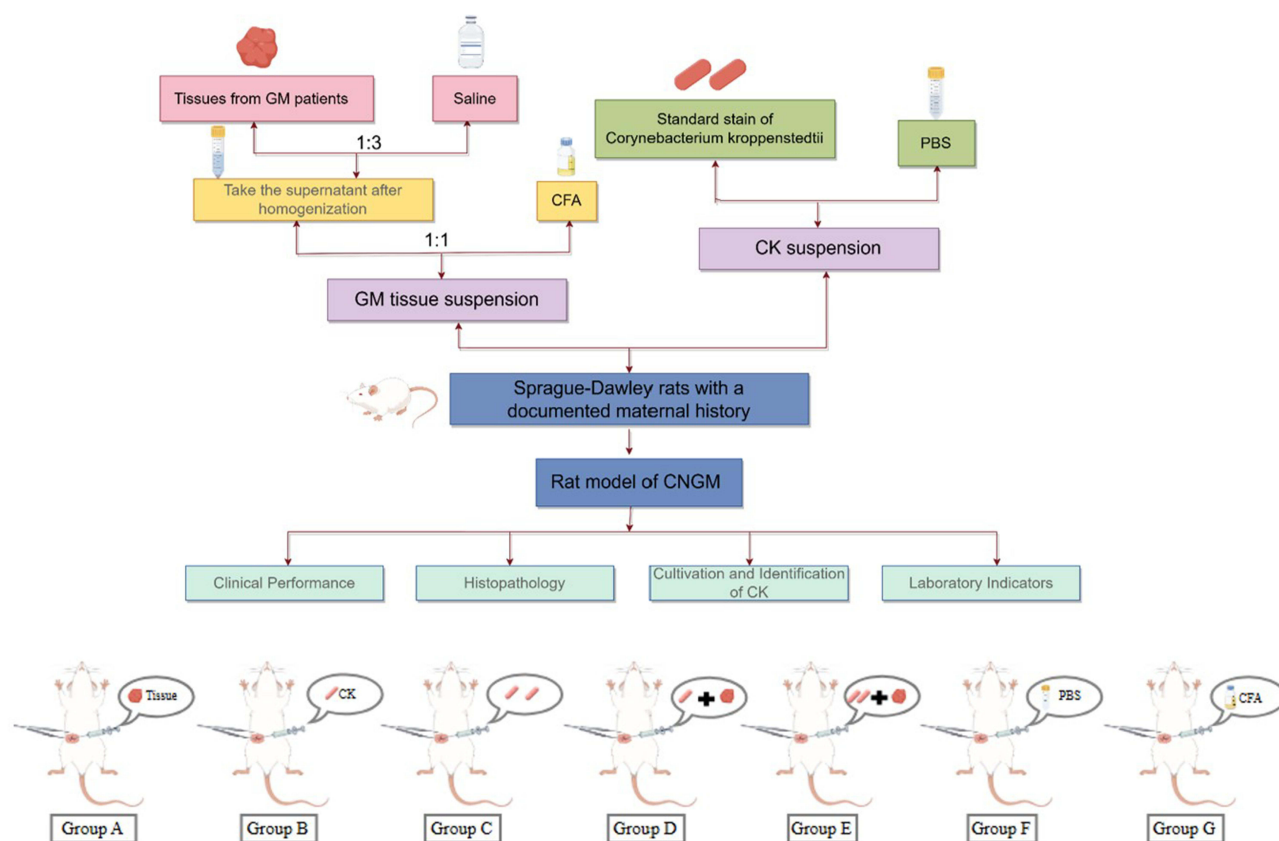 Tissues from GM patients
Saline
Standard stain of
Corynebacterium kroppenstedtii
PBS
1:3
Take the supernatant after
homogenization
CFA
1:1
CK suspension
GM tissue suspension
Sprague-Dawley rats with a
documented maternal history
Rat model of CNGM
Clinical Performance
Histopathology
Cultivation and Identification
of CK
Laboratory Indicators
Tissue
CK
PBS
CFA
Group A
Group B
Group C
Group D
Group E
Group F
Group G